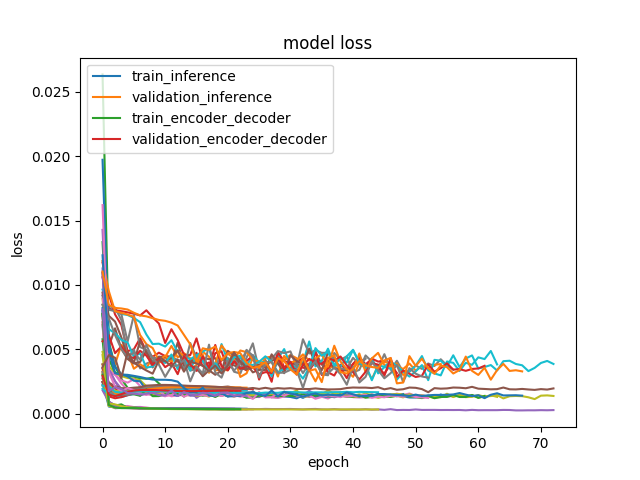 model loss
train_inference
validation_inference
train_encoder_decoder
validation_encoder_decoder
0.025
0.020
0.015
0.010
0.005
0.000
loss
0 10 20 30 40 50 60 70
epoch